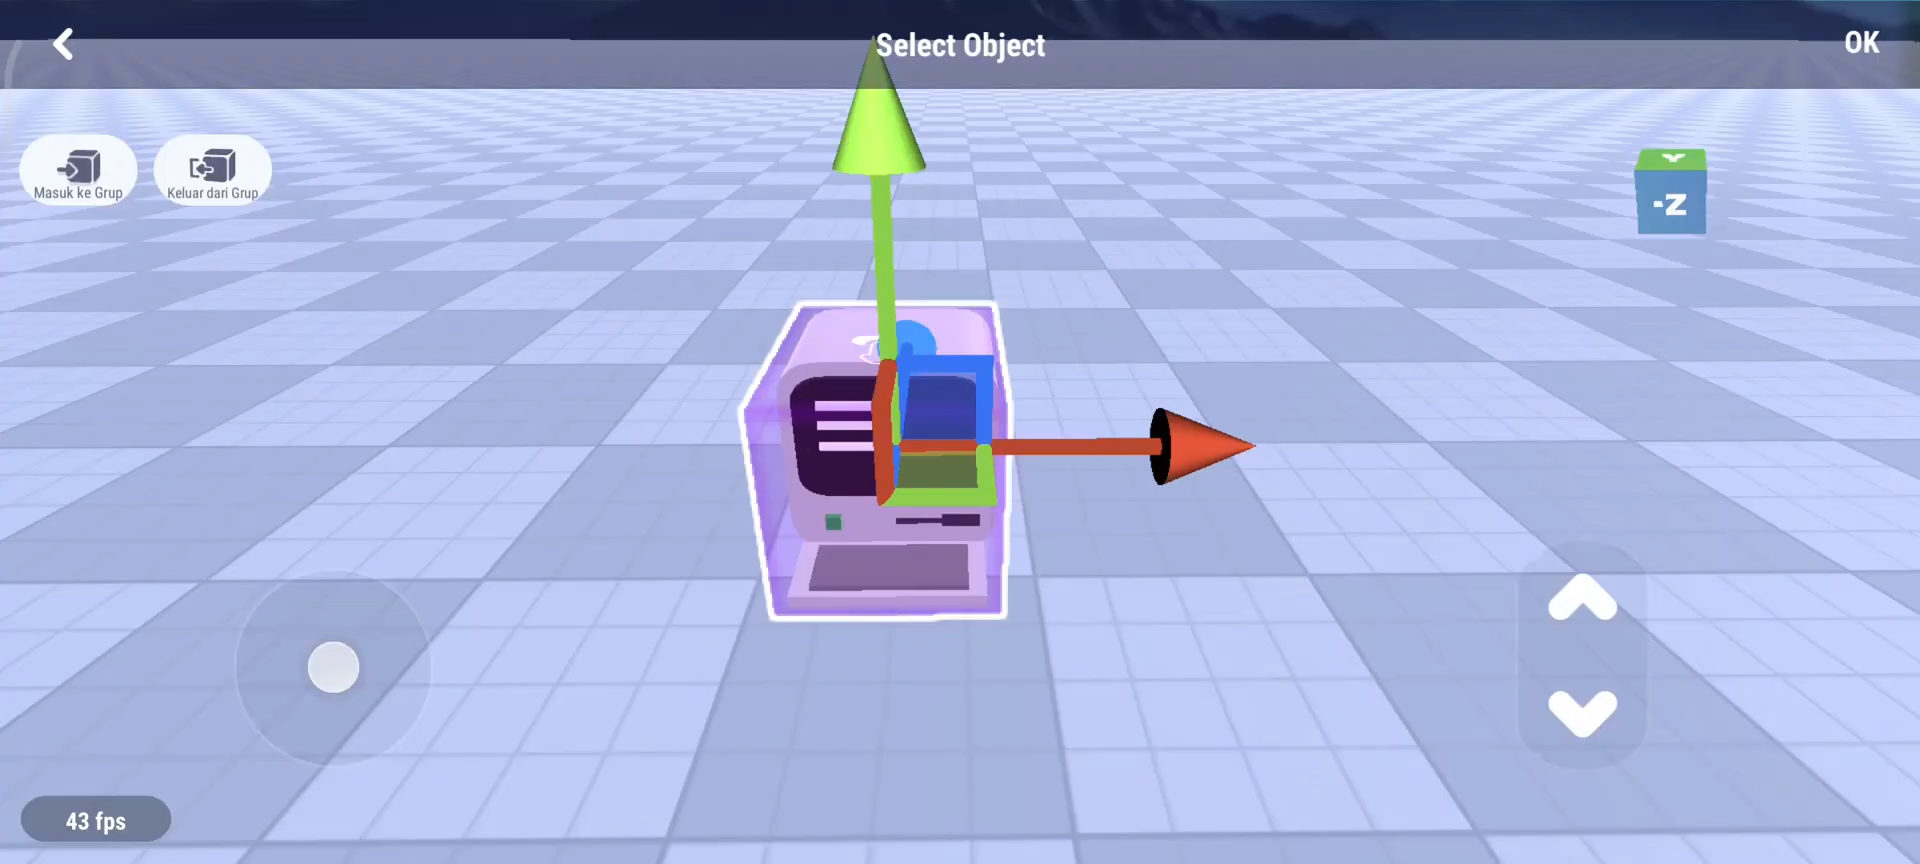 Select Object
OK
Masuk ke Grup
Keluar dari Grup
Y
-Z
43 fps